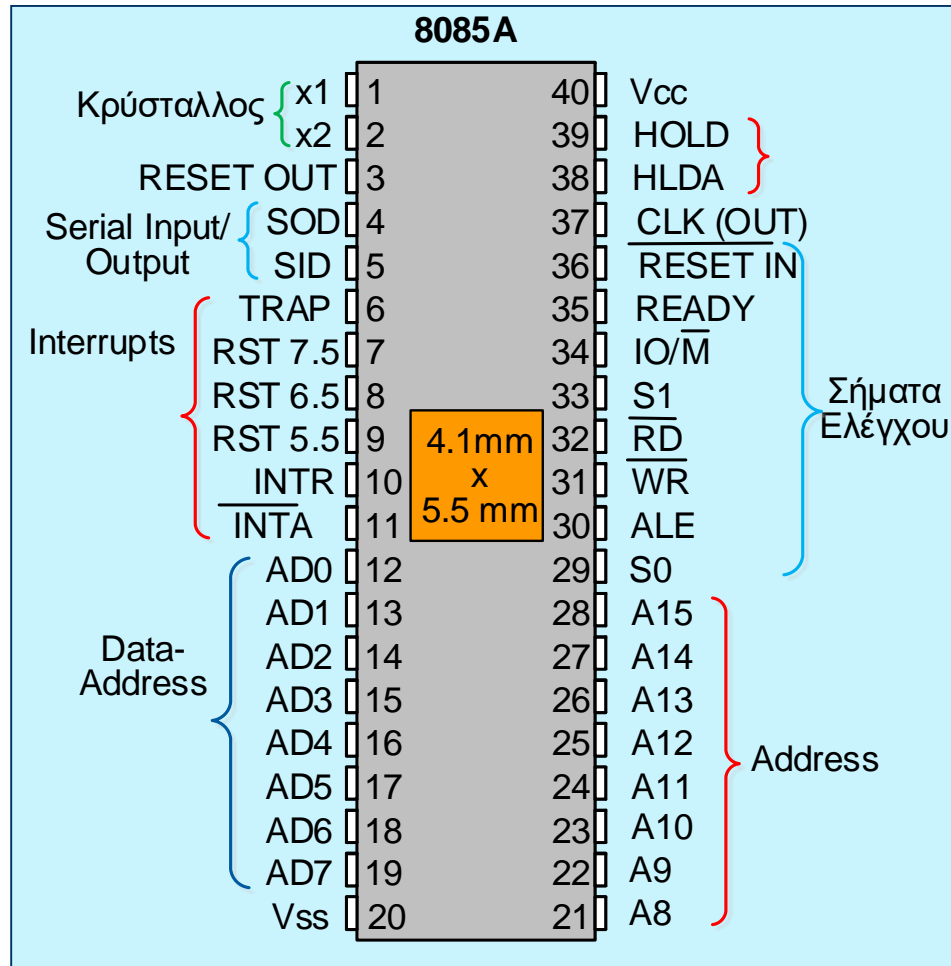 8085A
Κρύσταλλος
x1 1
x2 2
RESET OUT 3
Serial Input/
Output
SOD 4
SID 5
Interrupts
TRAP 6
RST 7.5 7
RST 6.5 8
RST 5.5 9
INTR 10
INTA 11
Data-
Address
AD0 12
AD1 13
AD2 14
AD3 15
AD4 16
AD5 17
AD6 18
AD7 19
Vss 20
4.1mm
x
5.5 mm
40 Vcc
39 HOLD
38 HLDA
37 CLK (OUT)
36 RESET IN
35 READY
34 IO/M
33 S1
32 RD
31 WR
30 ALE
29 S0
Σήματα
Ελέγχου
28 A15
27 A14
26 A13
25 A12
24 A11
23 A10
22 A9
21 A8
Address